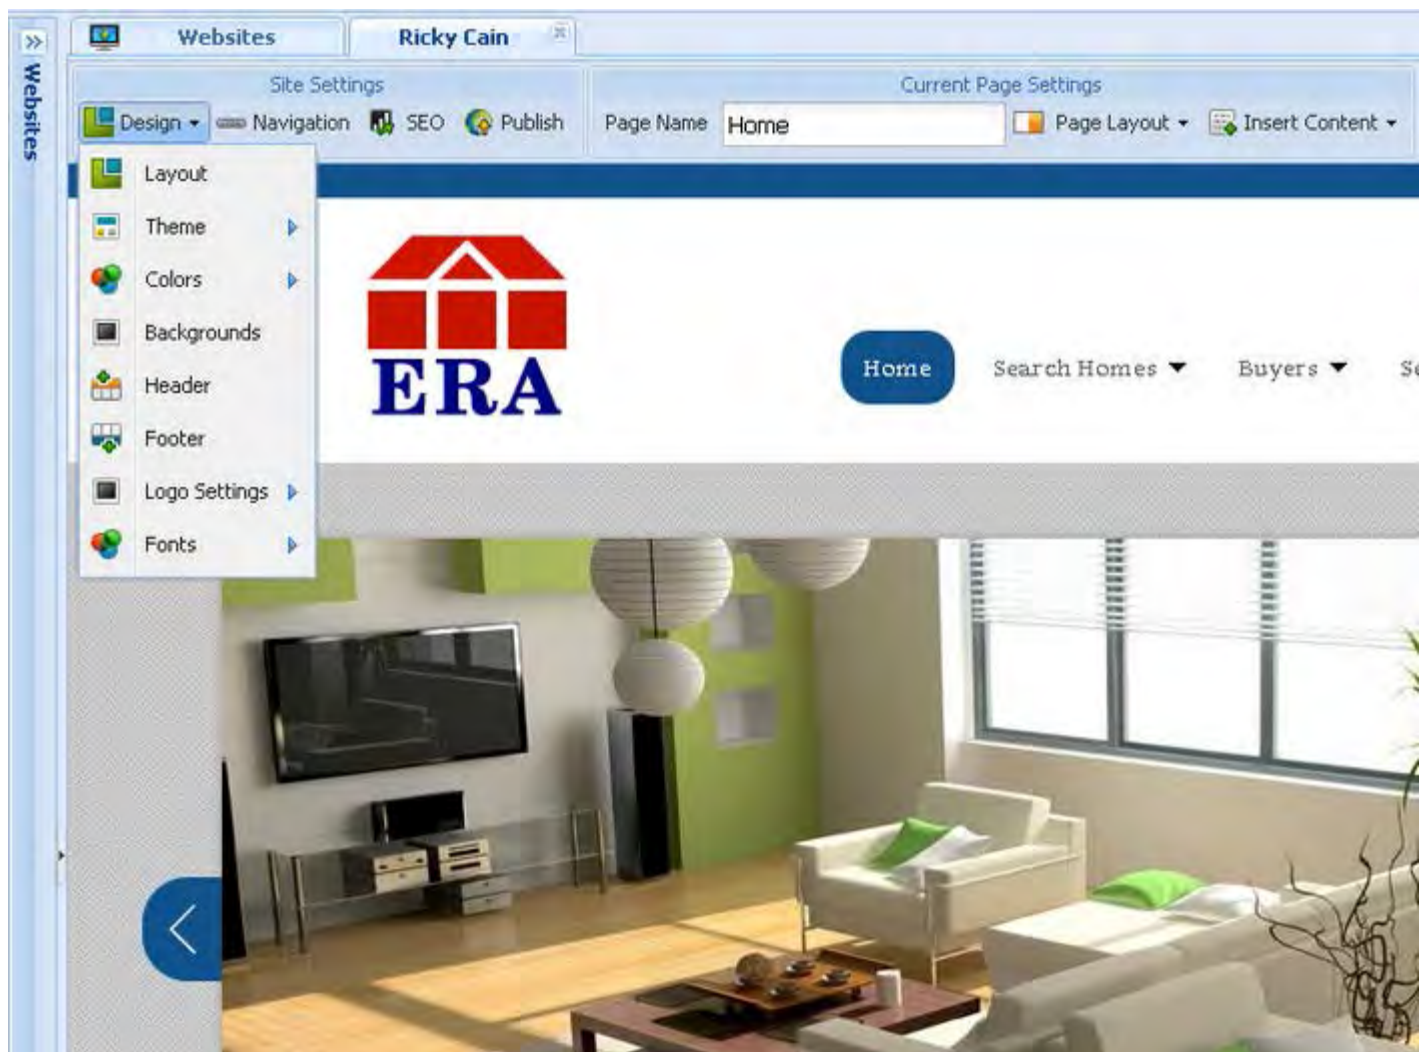 Websites
Websites
Ricky Cain
Site Settings
Current Page Settings
Design
Navigation
SEO
Publish
Page Name
Home
Page Layout
Insert Content
Layout
Theme
Colors
Backgrounds
Header
Footer
Logo Settings
Fonts
ERA
Home
Search Homes
Buyers